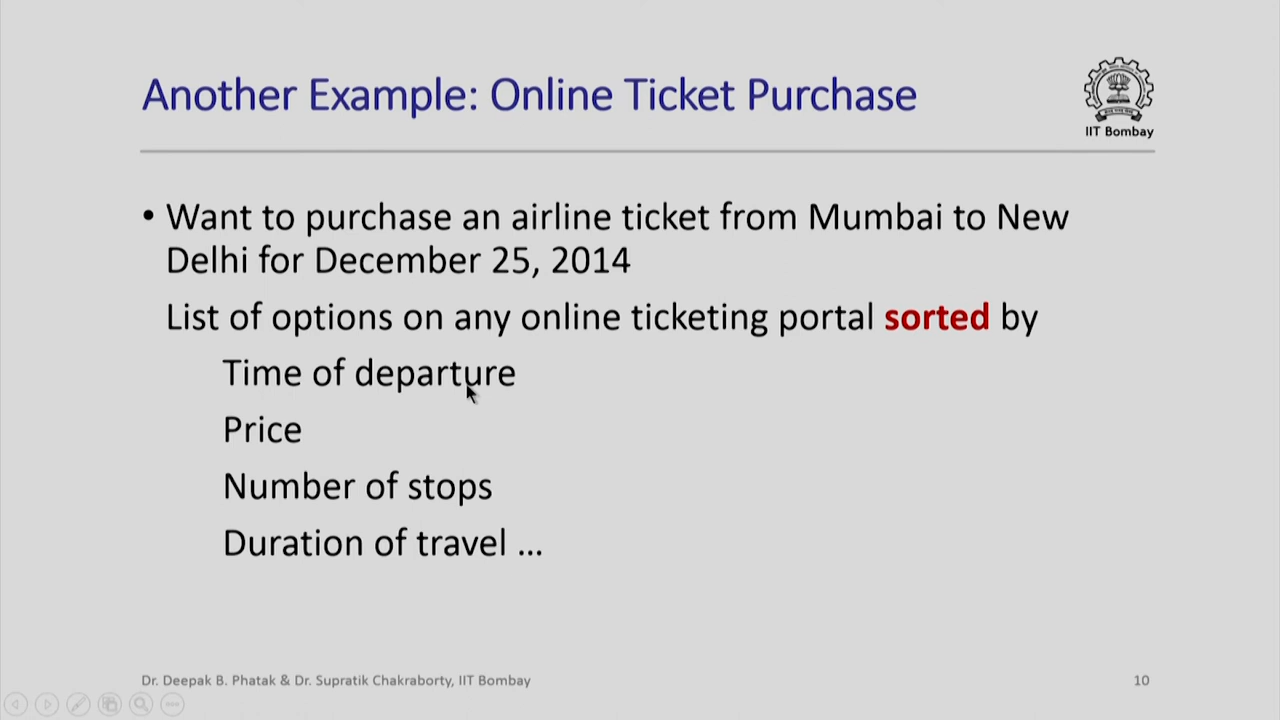 Another Example: Online Ticket Purchase
IIT Bombay
• Want to purchase an airline ticket from Mumbai to New
Delhi for December 25, 2014
List of options on any online ticketing portal sorted by
Time of departure
Price
Number of stops
Duration of travel ...
Dr. Deepak B. Phatak & Dr. Supratik Chakraborty, IIT Bombay
10